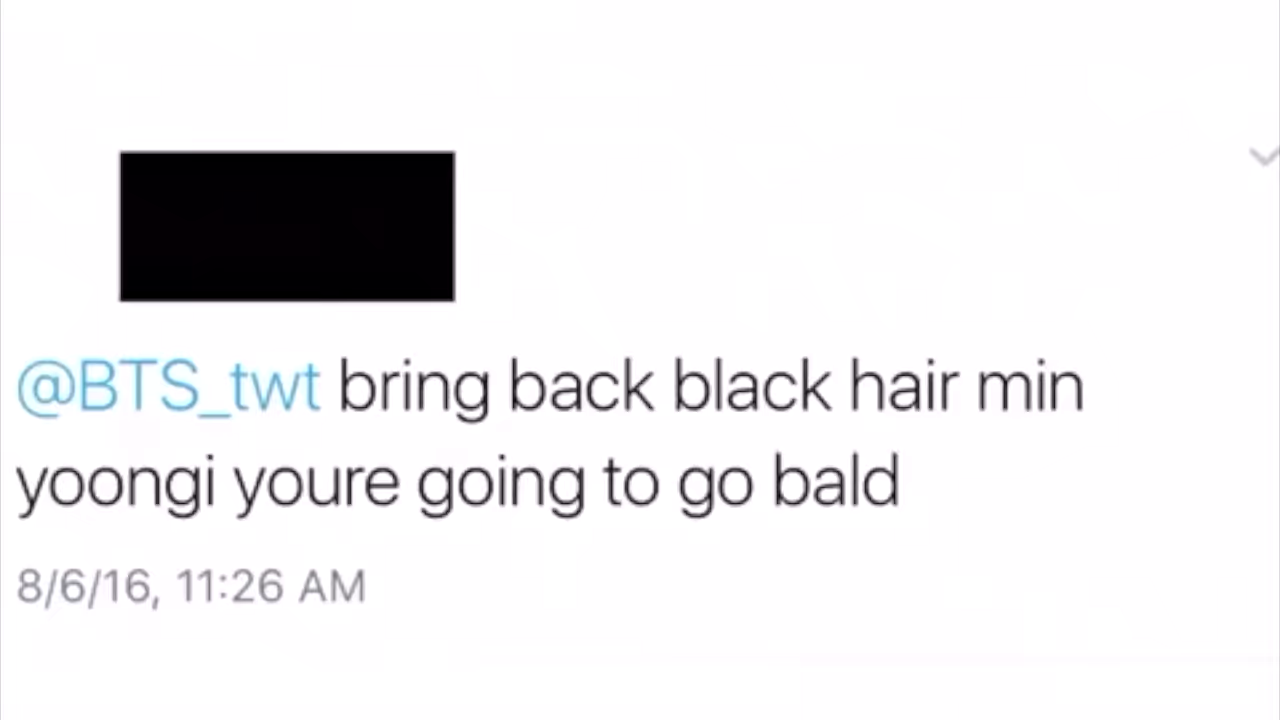 @BTS_twt bring back black hair min
yoongi youre going to go bald
8/6/16, 11:26 AM